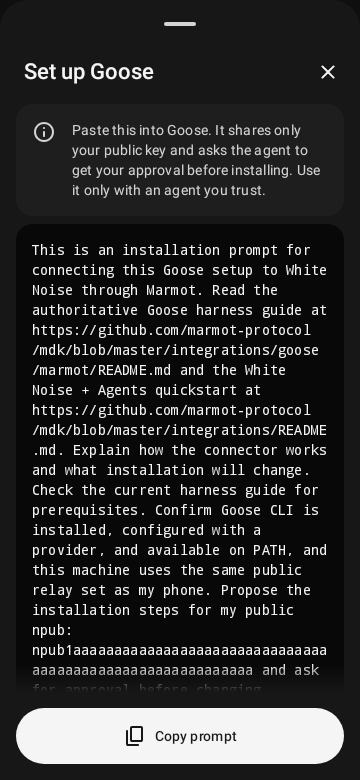 Set up Goose
Paste this into Goose. It shares only
your public key and asks the agent to
get your approval before installing. Use
it only with an agent you trust.
This is an installation prompt for
connecting this Goose setup to White
Noise through Marmot. Read the
authoritative Goose harness guide at
https://github.com/marmot-protocol
/mdk/blob/master/integrations/goose
/marmot/README.md and the White
Noise + Agents quickstart at
https://github.com/marmot-protocol
/mdk/blob/master/integrations/README
.md. Explain how the connector works
and what installation will change.
Check the current harness guide for
prerequisites. Confirm Goose CLI is
installed, configured with a
provider, and available on PATH, and
this machine uses the same public
relay set as my phone. Propose the
installation steps for my public
npub:
npub1aaaaaaaaaaaaaaaaaaaaaaaaaaaaaaaa
aaaaaaaaaaaaaaaaaaaaaaaaaaa and ask
for approval before changing
Copy prompt